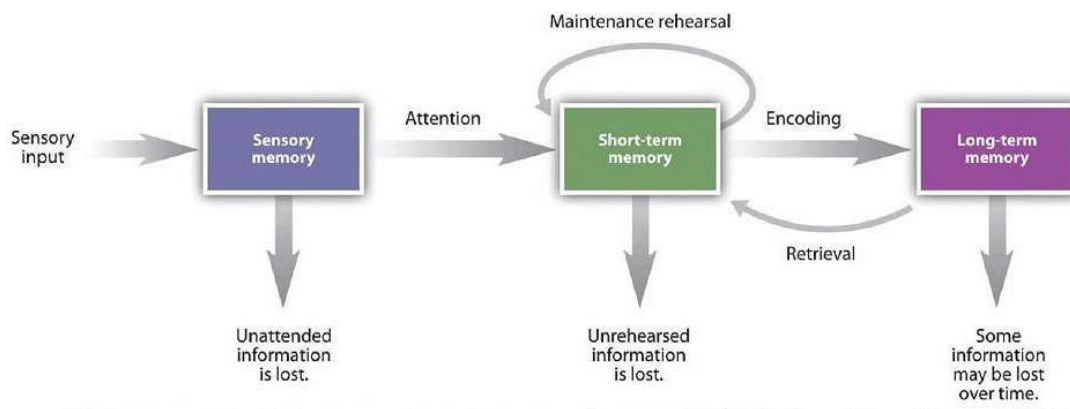 Maintenance rehearsal
Sensory
input
Sensory
memory
Attention
Short-term
memory
Encoding
Long-term
memory
Retrieval
Unattended
information
is lost.
Unrehearsed
information
is lost.
Some
information
may be lost
over time.